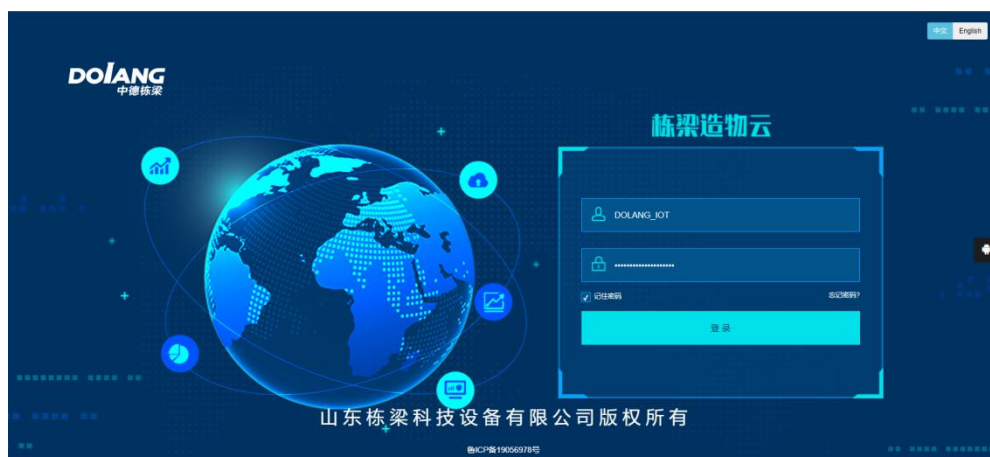 中文 English
DOLANG
中德栋梁
栋梁造物云
DOLANG_IOT
记住密码 忘记密码?
登录
山东栋梁科技设备有限公司版权所有
鲁ICP备19056978号